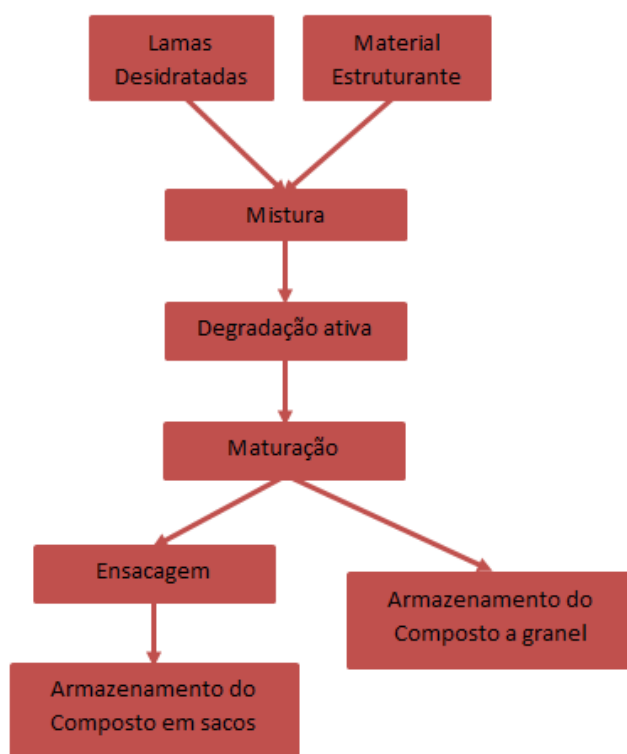 Lamas
Desidratadas
Material
Estruturante
Mistura
Degradação ativa
Maturação
Ensacagem
Armazenamento do
Composto a granel
Armazenamento do
Composto em sacos